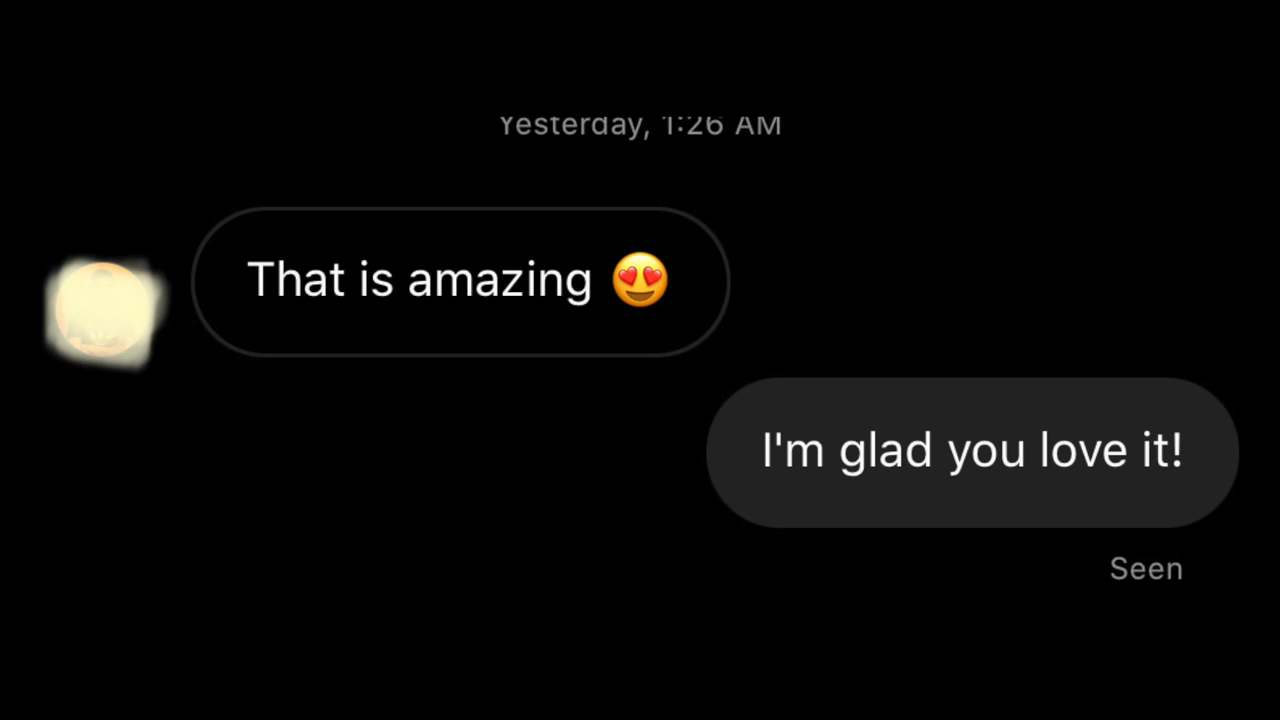 Yesterday, 1:26 AM
That is amazing 😍
I'm glad you love it!
Seen